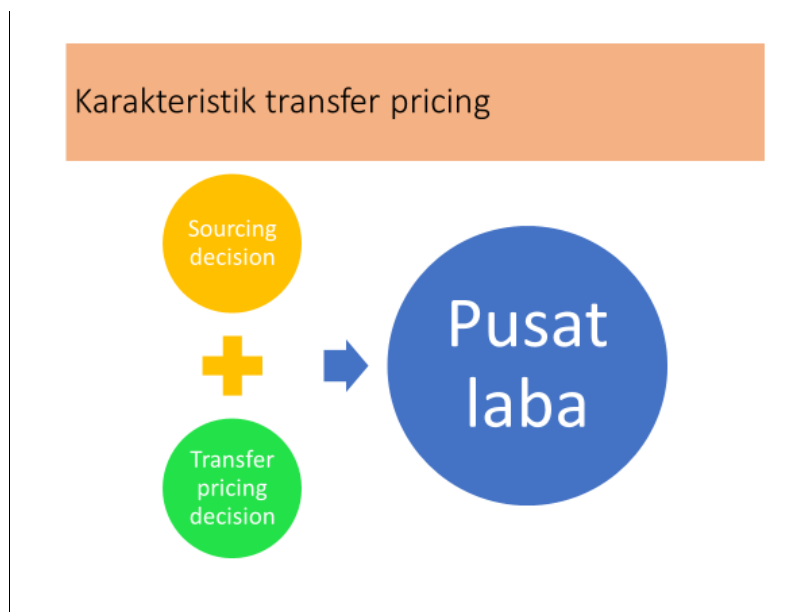 Karakteristik transfer pricing
Sourcing
decision
Transfer
pricing
decision
Pusat
laba